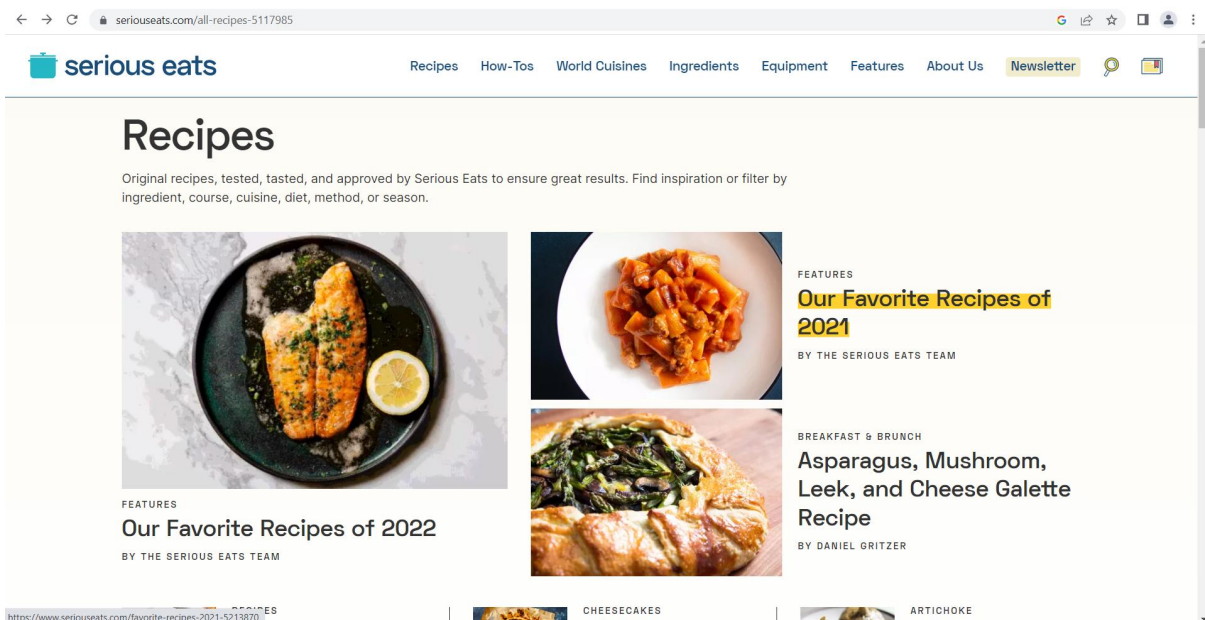 seriouseats.com/all-recipes-5117985
serious eats
Recipes How-Tos World Cuisines Ingredients Equipment Features About Us Newsletter
Recipes
Original recipes, tested, tasted, and approved by Serious Eats to ensure great results. Find inspiration or filter by
ingredient, course, cuisine, diet, method, or season.
FEATURES
Our Favorite Recipes of 2022
BY THE SERIOUS EATS TEAM
FEATURES
Our Favorite Recipes of
2021
BY THE SERIOUS EATS TEAM
BREAKFAST & BRUNCH
Asparagus, Mushroom,
Leek, and Cheese Galette
Recipe
BY DANIEL GRITZER
RECIPES
CHEESECAKES
ARTICHOKE
https://www.seriouseats.com/favorite-recipes-2021-5213870